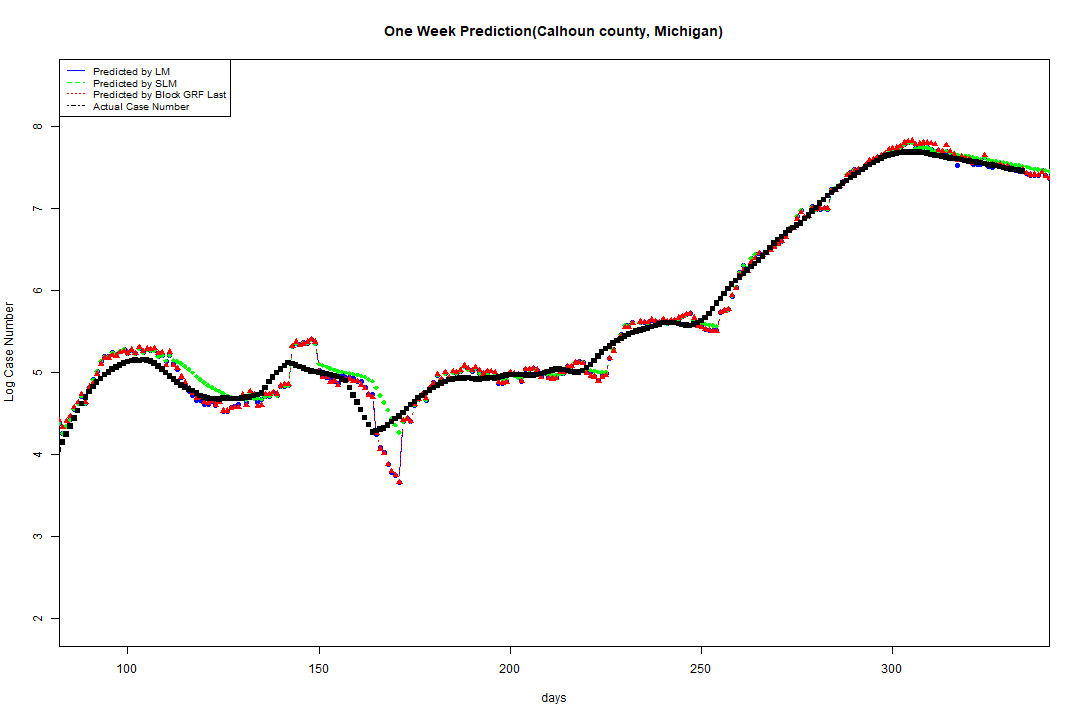 One Week Prediction(Calhoun county, Michigan)
Predicted by LM
Predicted by SLM
Predicted by Block GRF Last
Actual Case Number
Log Case Number
8
7
6
5
4
3
2
100 150 200 250 300
days